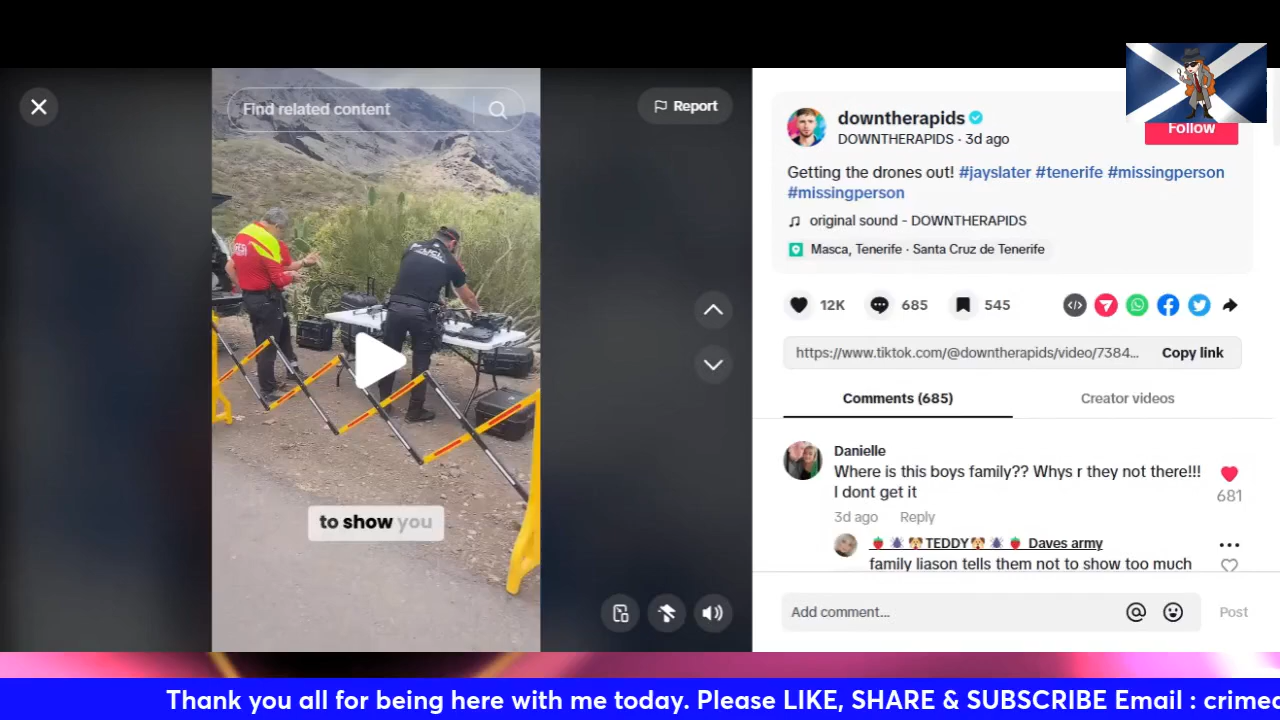 Find related content
Report
to show you
downtherapids
DOWNTHERAPIDS · 3d ago
Follow
Getting the drones out! #jayslater #tenerife #missingperson
#missingperson
original sound - DOWNTHERAPIDS
Masca, Tenerife · Santa Cruz de Tenerife
12K
685
545
https://www.tiktok.com/@downtherapids/video/7384...
Copy link
Comments (685)
Creator videos
Danielle
Where is this boys family?? Whys r they not there!!!
I dont get it
681
3d ago
Reply
🍓🕷🐶TEDDY🐶🕷🍓 Daves army
family liason tells them not to show too much
Add comment...
Post
Thank you all for being here with me today. Please LIKE, SHARE & SUBSCRIBE Email : crime